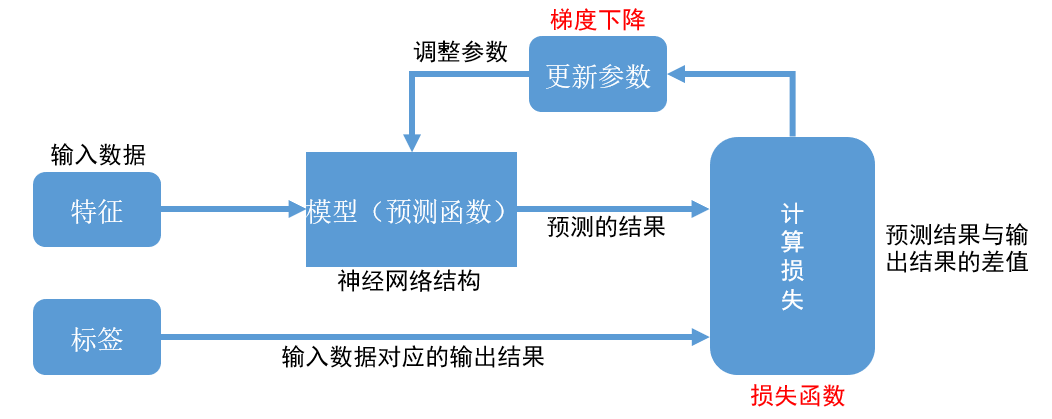 梯度下降
调整参数
更新参数
输入数据
特征
模型（预测函数）
预测的结果
神经网络结构
计
算
损
失
预测结果与输
出结果的差值
标签
输入数据对应的输出结果
损失函数